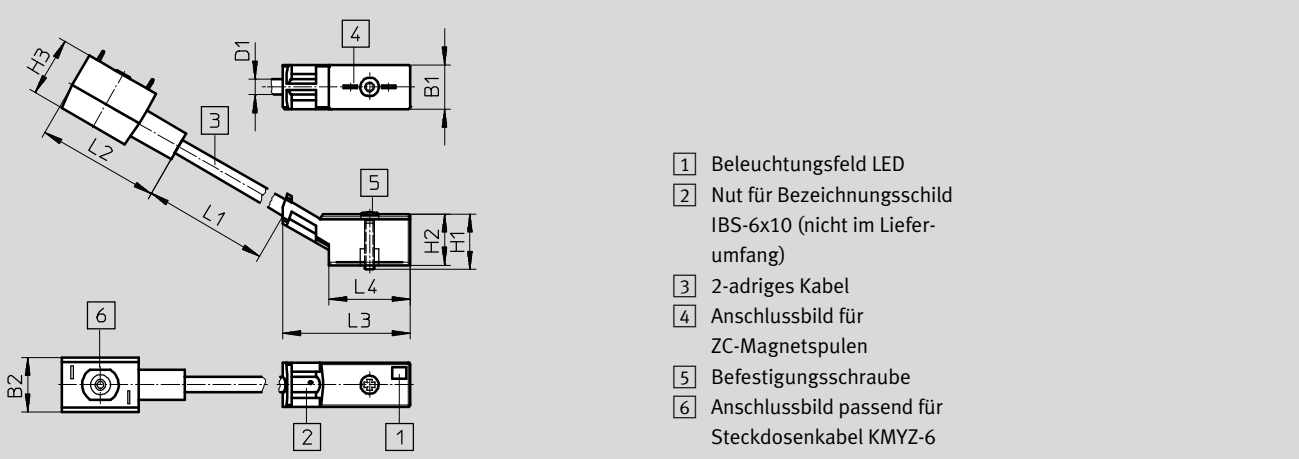 H3
D1
4
B1
3
L2
L1
5
H2
H1
L4
L3
6
B2
2
1
1 Beleuchtungsfeld LED
2 Nut für Bezeichnungsschild
IBS-6x10 (nicht im Liefer-
umfang)
3 2-adriges Kabel
4 Anschlussbild für
ZC-Magnetspulen
5 Befestigungsschraube
6 Anschlussbild passend für
Steckdosenkabel KMYZ-6